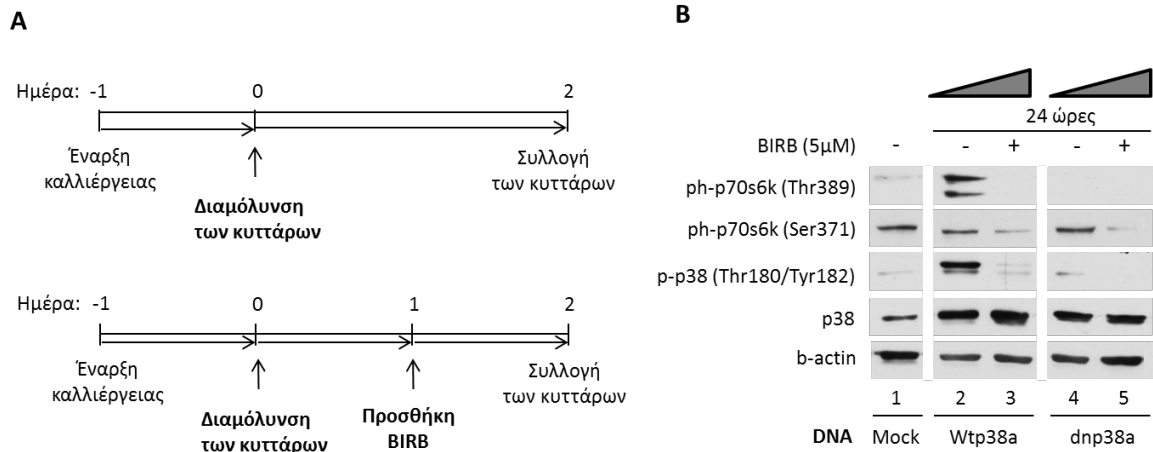 A
Ημέρα: -1 0 2
Έναρξη
καλλιέργειας
Συλλογή
των κυττάρων
Διαμόλυνση
των κυττάρων
Ημέρα: -1 0 1 2
Έναρξη
καλλιέργειας
Συλλογή
των κυττάρων
Διαμόλυνση
των κυττάρων
Προσθήκη
BIRB
B
24 ώρες
BIRB (5μM) - - + - +
ph-p70s6k (Thr389)
ph-p70s6k (Ser371)
p-p38 (Thr180/Tyr182)
p38
b-actin
1 2 3 4 5
DNA Mock Wtp38a dnp38a